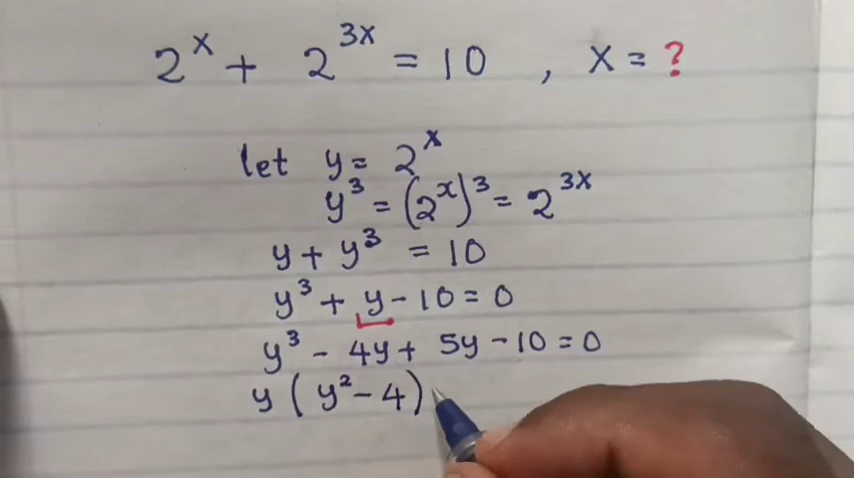 2^x + 2^{3x} = 10 , x = ?
let y = 2^x
y^3 = (2^x)^3 = 2^{3x}
y + y^3 = 10
y^3 + y - 10 = 0
y^3 - 4y + 5y - 10 = 0
y (y^2 - 4)